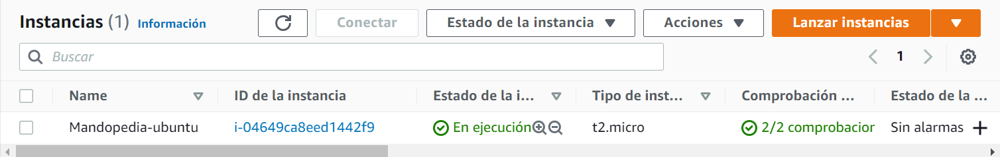 Instancias (1) Información Conectar Estado de la instancia Acciones Lanzar instancias
Buscar 1
Name ID de la instancia Estado de la i... Tipo de inst... Comprobación ... Estado de la ...
Mandopedia-ubuntu i-04649ca8eed1442f9 En ejecución t2.micro 2/2 comprobacior Sin alarmas